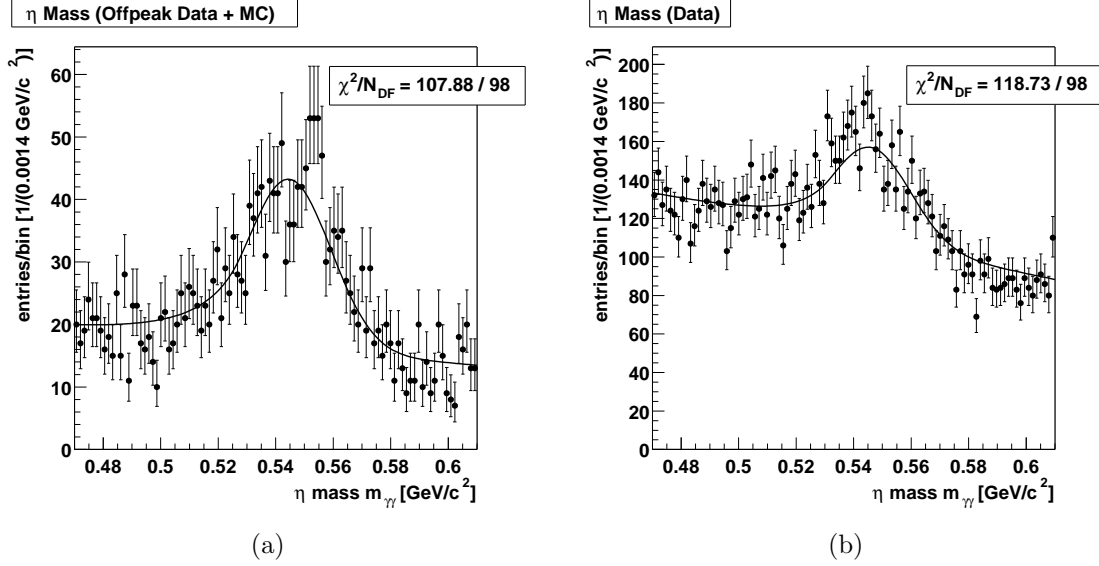 η Mass (Offpeak Data + MC)
χ²/N_DF = 107.88 / 98
entries/bin [1/(0.0014 GeV/c²)]
60
50
40
30
20
10
0
0.48 0.5 0.52 0.54 0.56 0.58 0.6
η mass m_γγ [GeV/c²]
(a)
η Mass (Data)
χ²/N_DF = 118.73 / 98
entries/bin [1/(0.0014 GeV/c²)]
200
180
160
140
120
100
80
60
40
20
0
0.48 0.5 0.52 0.54 0.56 0.58 0.6
η mass m_γγ [GeV/c²]
(b)